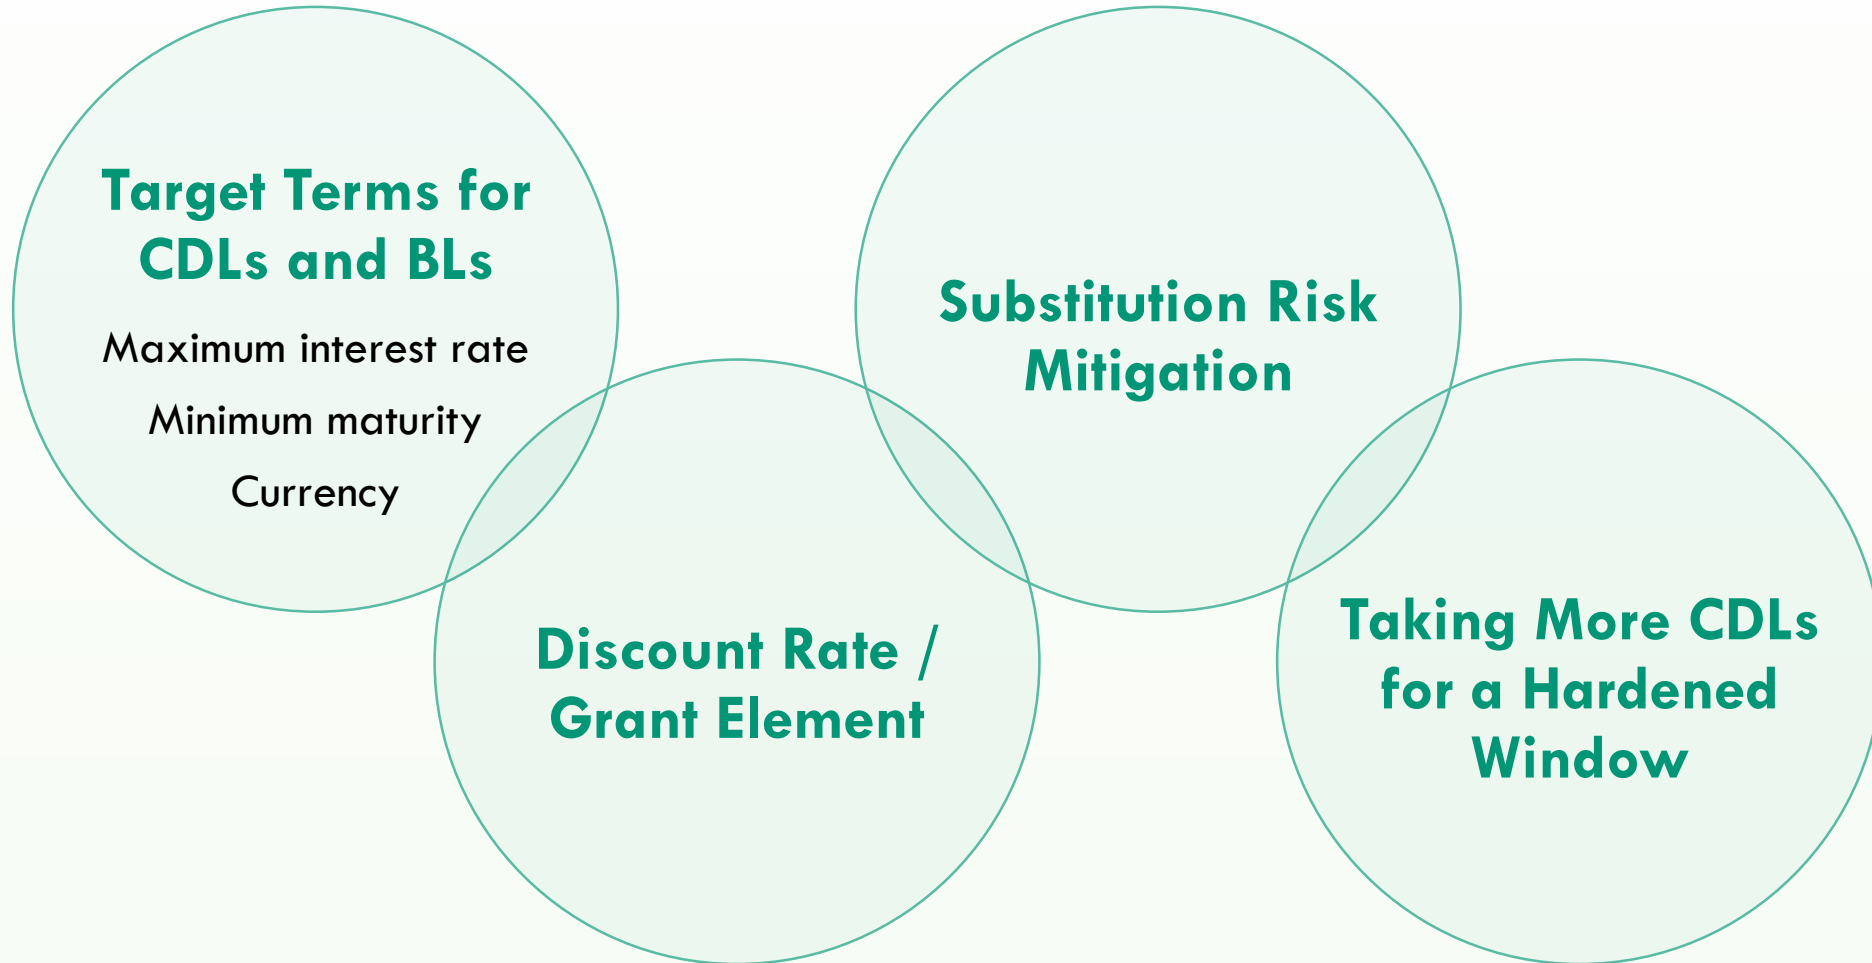 Target Terms for
CDLs and BLs
Maximum interest rate
Minimum maturity
Currency
Discount Rate /
Grant Element
Substitution Risk
Mitigation
Taking More CDLs
for a Hardened
Window